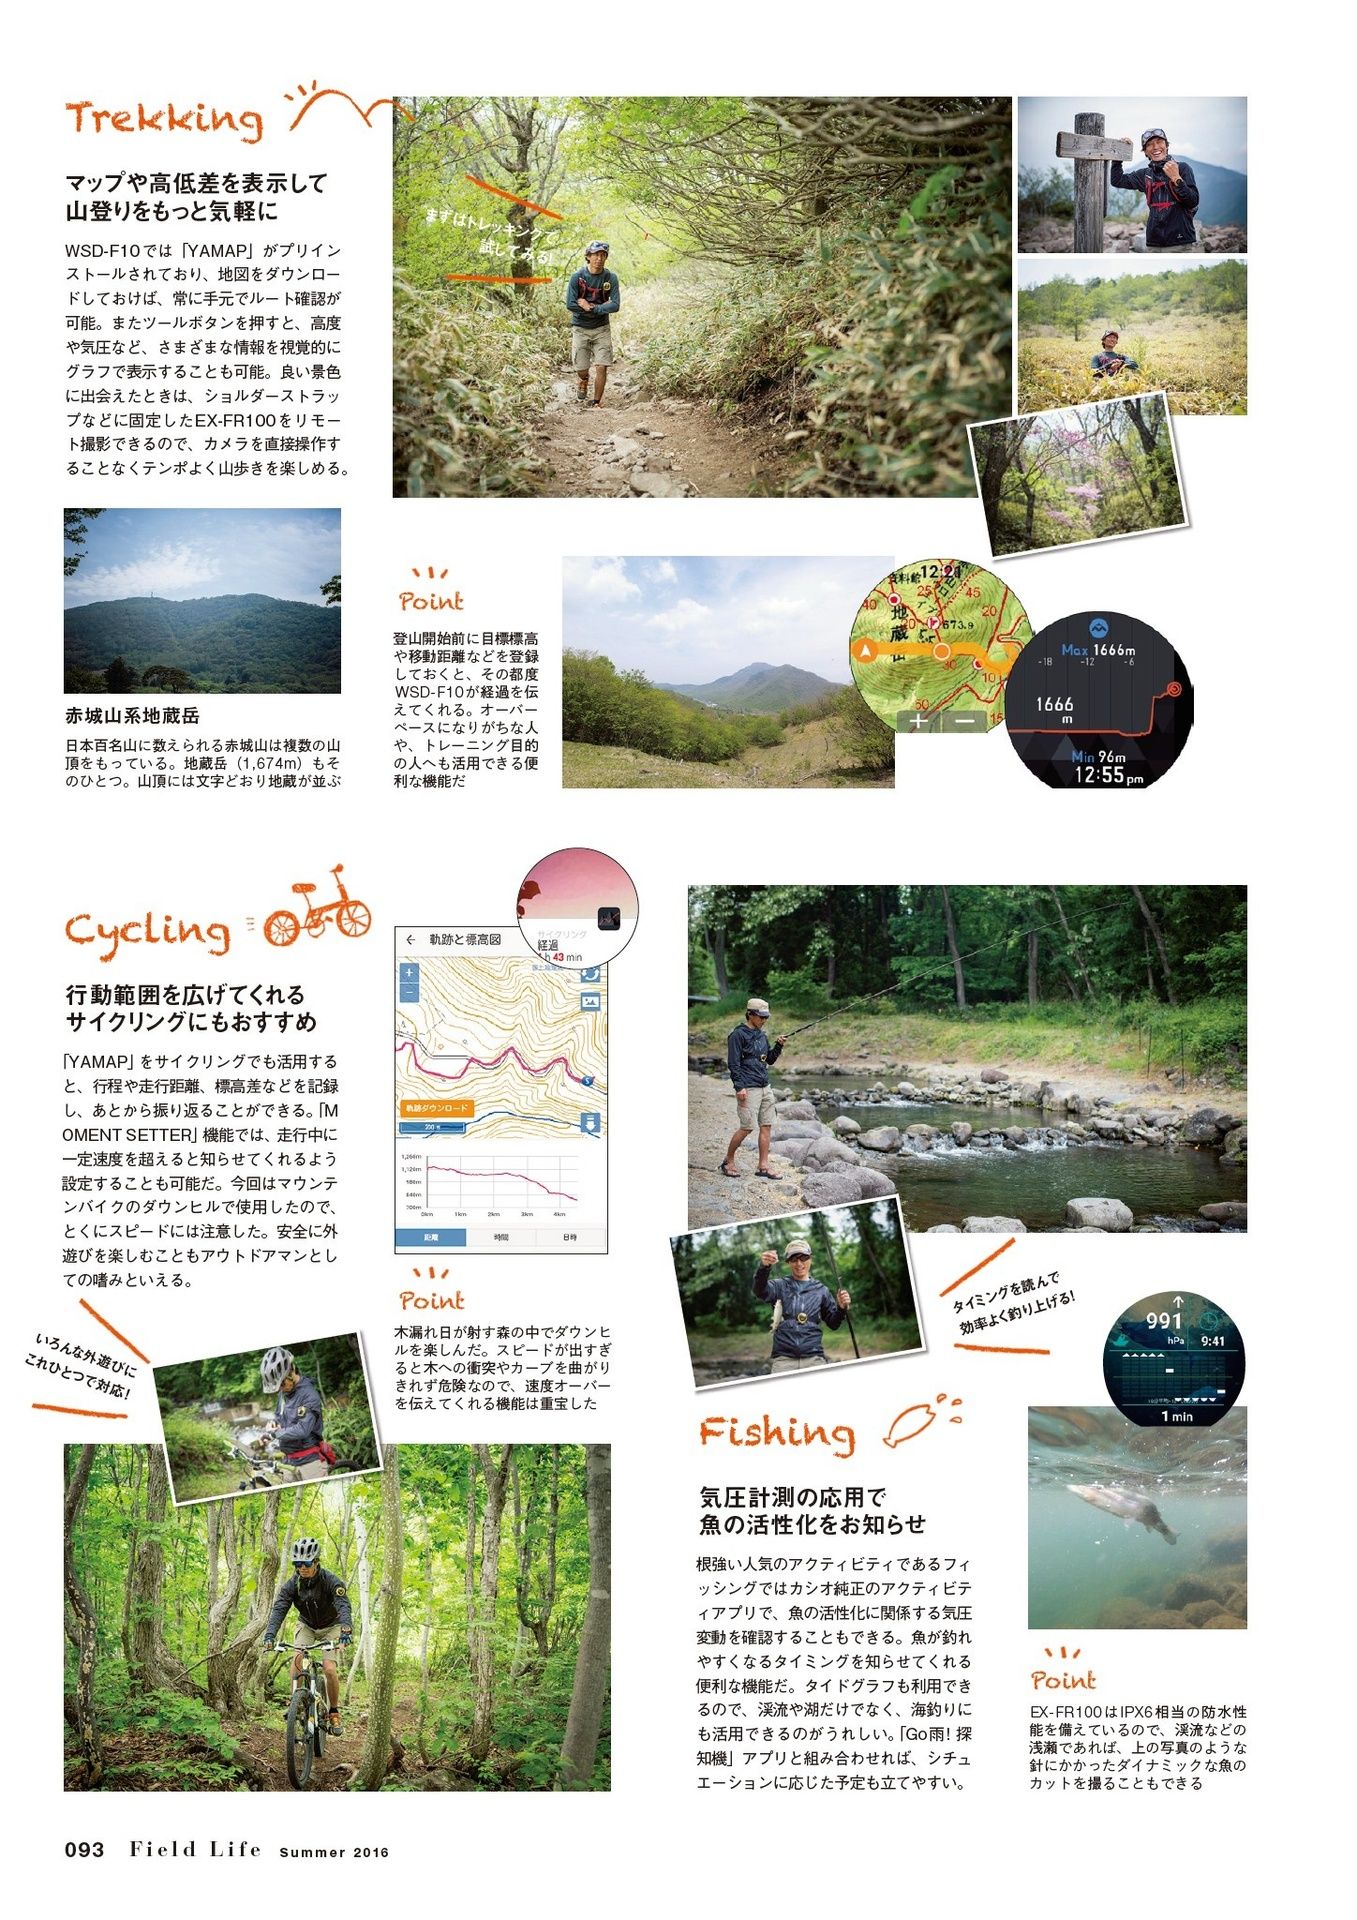 Trekking
マップや高低差を表示して
山登りをもっと気軽に
WSD-F10では「YAMAP」がプリイン
ストールされており、地図をダウンロー
ドしておけば、常に手元でルート確認が
可能。またツールボタンを押すと、高度
や気圧など、さまざまな情報を視覚的に
グラフで表示することも可能。良い景色
に出会えたときは、ショルダーストラッ
プなどに固定したEX-FR100をリモー
ト撮影できるので、カメラを直接操作す
ることなくテンポよく山歩きを楽しめる。
まずはトレッキングで
試してみる!
赤城山系地蔵岳
日本百名山に数えられる赤城山は複数の山
頂をもっている。地蔵岳（1,674m）もそ
のひとつ。山頂には文字どおり地蔵が並ぶ
Point
登山開始前に目標標高
や移動距離などを登録
しておくと、その都度
WSD-F10が経過を伝
えてくれる。オーバー
ペースになりがちな人
や、トレーニング目的
の人へも活用できる便
利な機能だ
資料館 12:21
25
45
40
20
地蔵
20
673.9
30
10
50
15
+ −
Max 1666m
-18 -12 -6
1666
m
Min 96m
12:55pm
Cycling
行動範囲を広げてくれる
サイクリングにもおすすめ
「YAMAP」をサイクリングでも活用する
と、行程や走行距離、標高差などを記録
し、あとから振り返ることができる。「M
OMENT SETTER」機能では、走行中に
一定速度を超えると知らせてくれるよう
設定することも可能だ。今回はマウンテ
ンバイクのダウンヒルで使用したので、
とくにスピードには注意した。安全に外
遊びを楽しむこともアウトドアマンとし
ての嗜みといえる。
サイクリング
経過
1h 43 min
← 軌跡と標高図
+
−
軌跡ダウンロード
200 m
1,260m
1,120m
980m
840m
700m
0km 1km 2km 3km 4km
距離 時間 日時
Point
木漏れ日が射す森の中でダウンヒ
ルを楽しんだ。スピードが出すぎ
ると木への衝突やカーブを曲がり
きれず危険なので、速度オーバー
を伝えてくれる機能は重宝した
いろんな外遊びに
これひとつで対応!
タイミングを読んで
効率よく釣り上げる!
991
hPa 9:41
1 min
Fishing
気圧計測の応用で
魚の活性化をお知らせ
根強い人気のアクティビティであるフィ
ッシングではカシオ純正のアクティビテ
ィアプリで、魚の活性化に関係する気圧
変動を確認することもできる。魚が釣れ
やすくなるタイミングを知らせてくれる
便利な機能だ。タイドグラフも利用でき
るので、渓流や湖だけでなく、海釣りに
も活用できるのがうれしい。「Go雨! 探
知機」アプリと組み合わせれば、シチュ
エーションに応じた予定も立てやすい。
Point
EX-FR100はIPX6相当の防水性
能を備えているので、渓流などの
浅瀬であれば、上の写真のような
針にかかったダイナミックな魚の
カットを撮ることもできる
093 Field Life Summer 2016